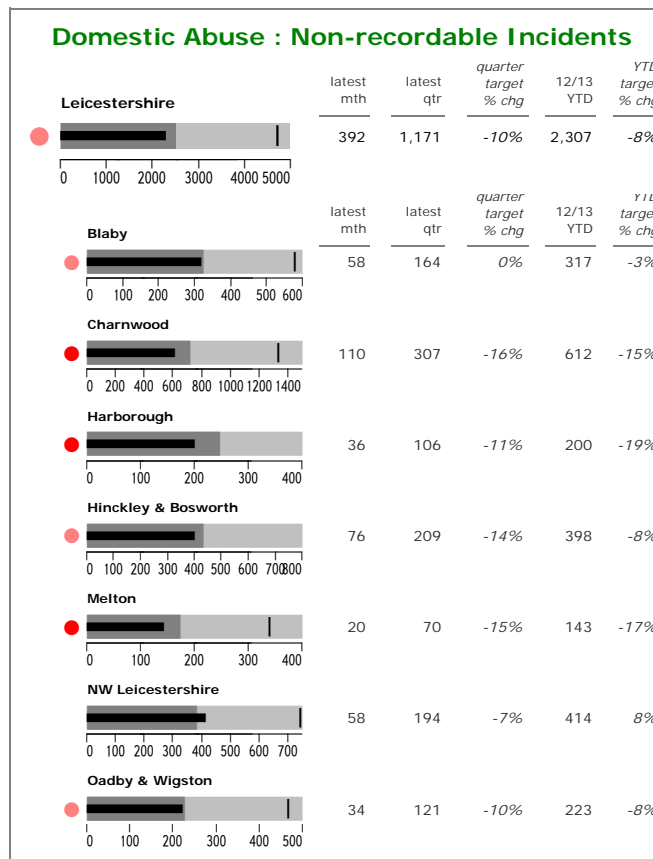 Domestic Abuse : Non-recordable Incidents
latest mth latest qtr quarter target % chg 12/13 YTD YTD target % chg
Leicestershire
392 1,171 -10% 2,307 -8%
0 1000 2000 3000 4000 5000
latest mth latest qtr quarter target % chg 12/13 YTD YTD target % chg
Blaby
58 164 0% 317 -3%
0 100 200 300 400 500 600
Charnwood
110 307 -16% 612 -15%
0 200 400 600 800 1000 1200 1400
Harborough
36 106 -11% 200 -19%
0 100 200 300 400
Hinckley & Bosworth
76 209 -14% 398 -8%
0 100 200 300 400 500 600 700 800
Melton
20 70 -15% 143 -17%
0 100 200 300 400
NW Leicestershire
58 194 -7% 414 8%
0 100 200 300 400 500 600 700
Oadby & Wigston
34 121 -10% 223 -8%
0 100 200 300 400 500